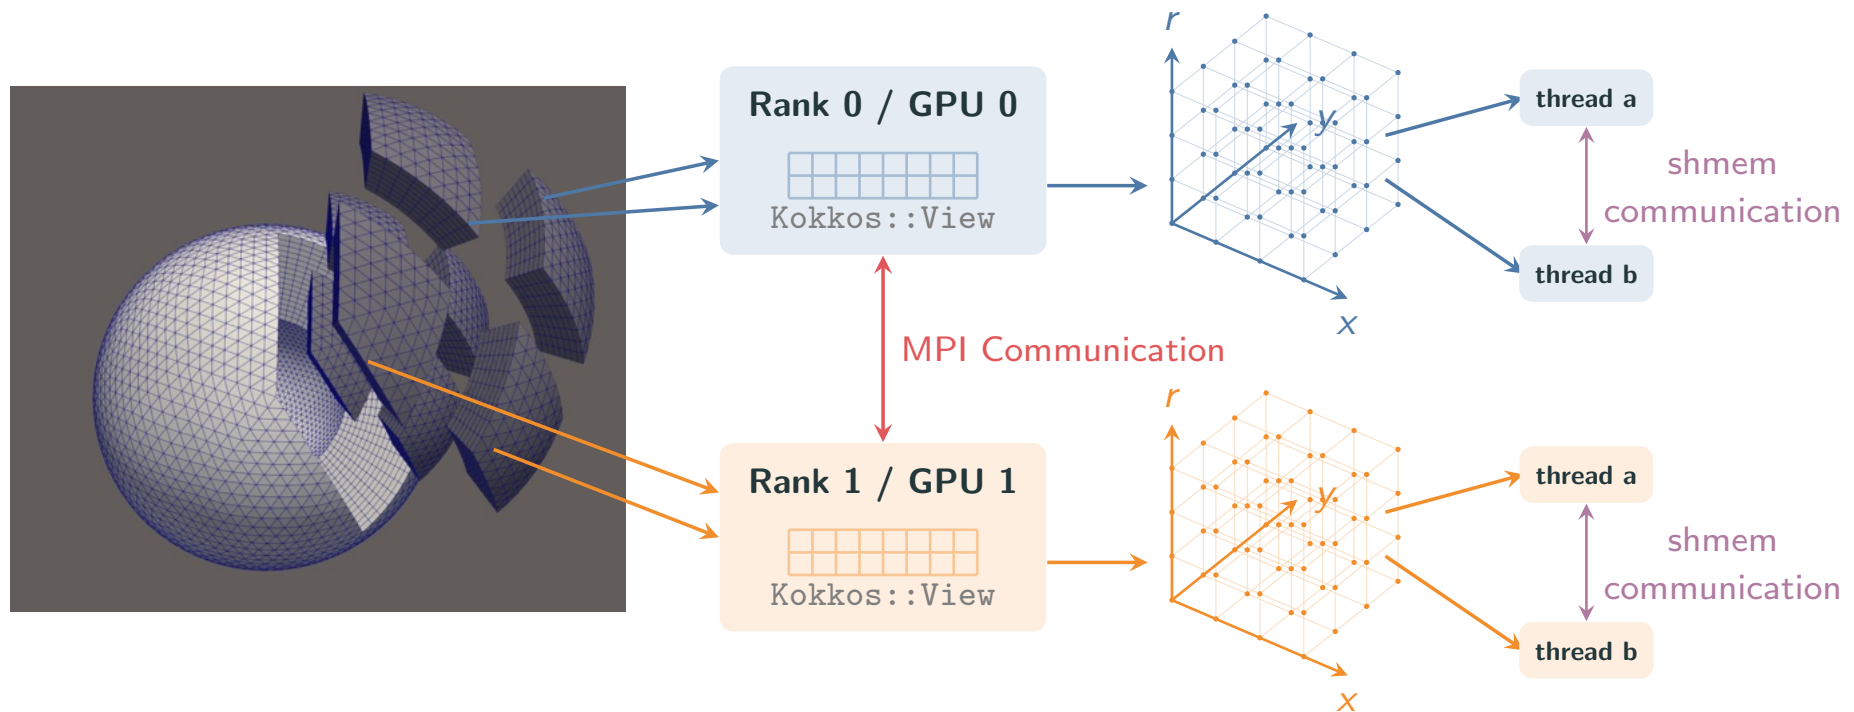 Rank 0 / GPU 0
Kokkos::View
r
y
x
thread a
shmem
communication
thread b
MPI Communication
Rank 1 / GPU 1
Kokkos::View
r
y
x
thread a
shmem
communication
thread b